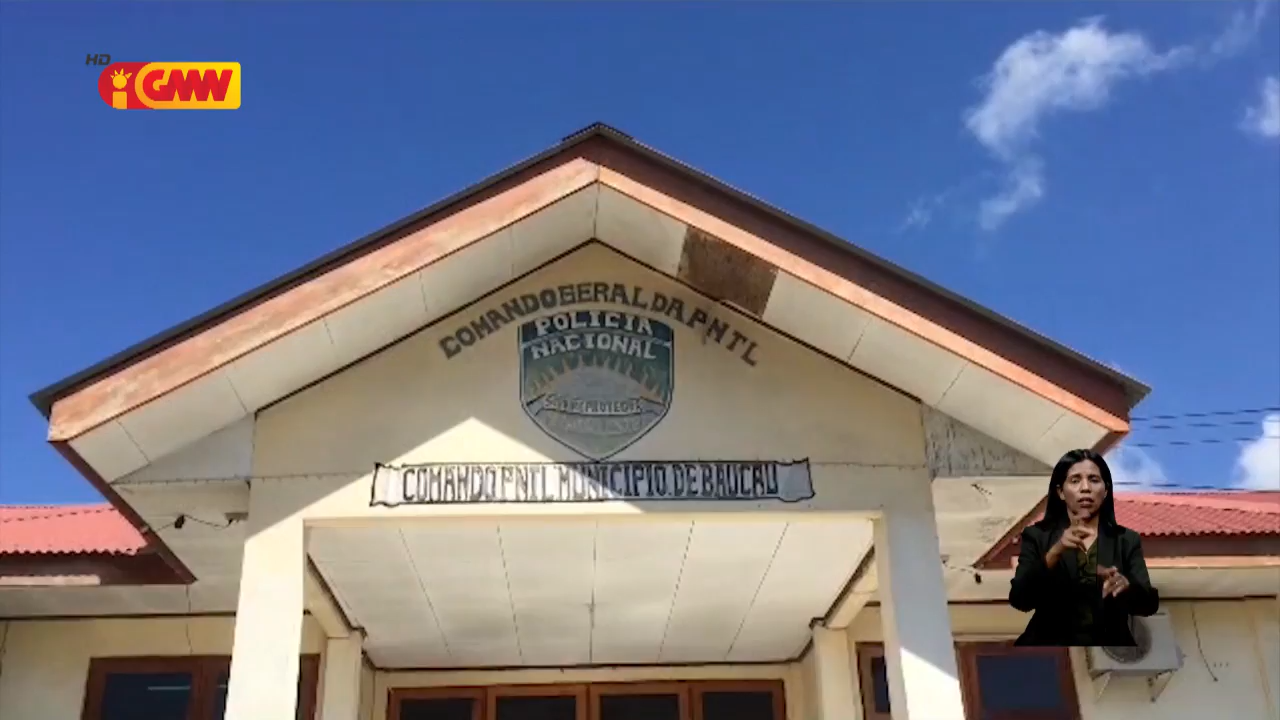 HD
GMN
COMANDO GERAL DA PNTL
POLICIA
NACIONAL
COMANDO.PNTL.MUNICIPIO.DE BAUCAU